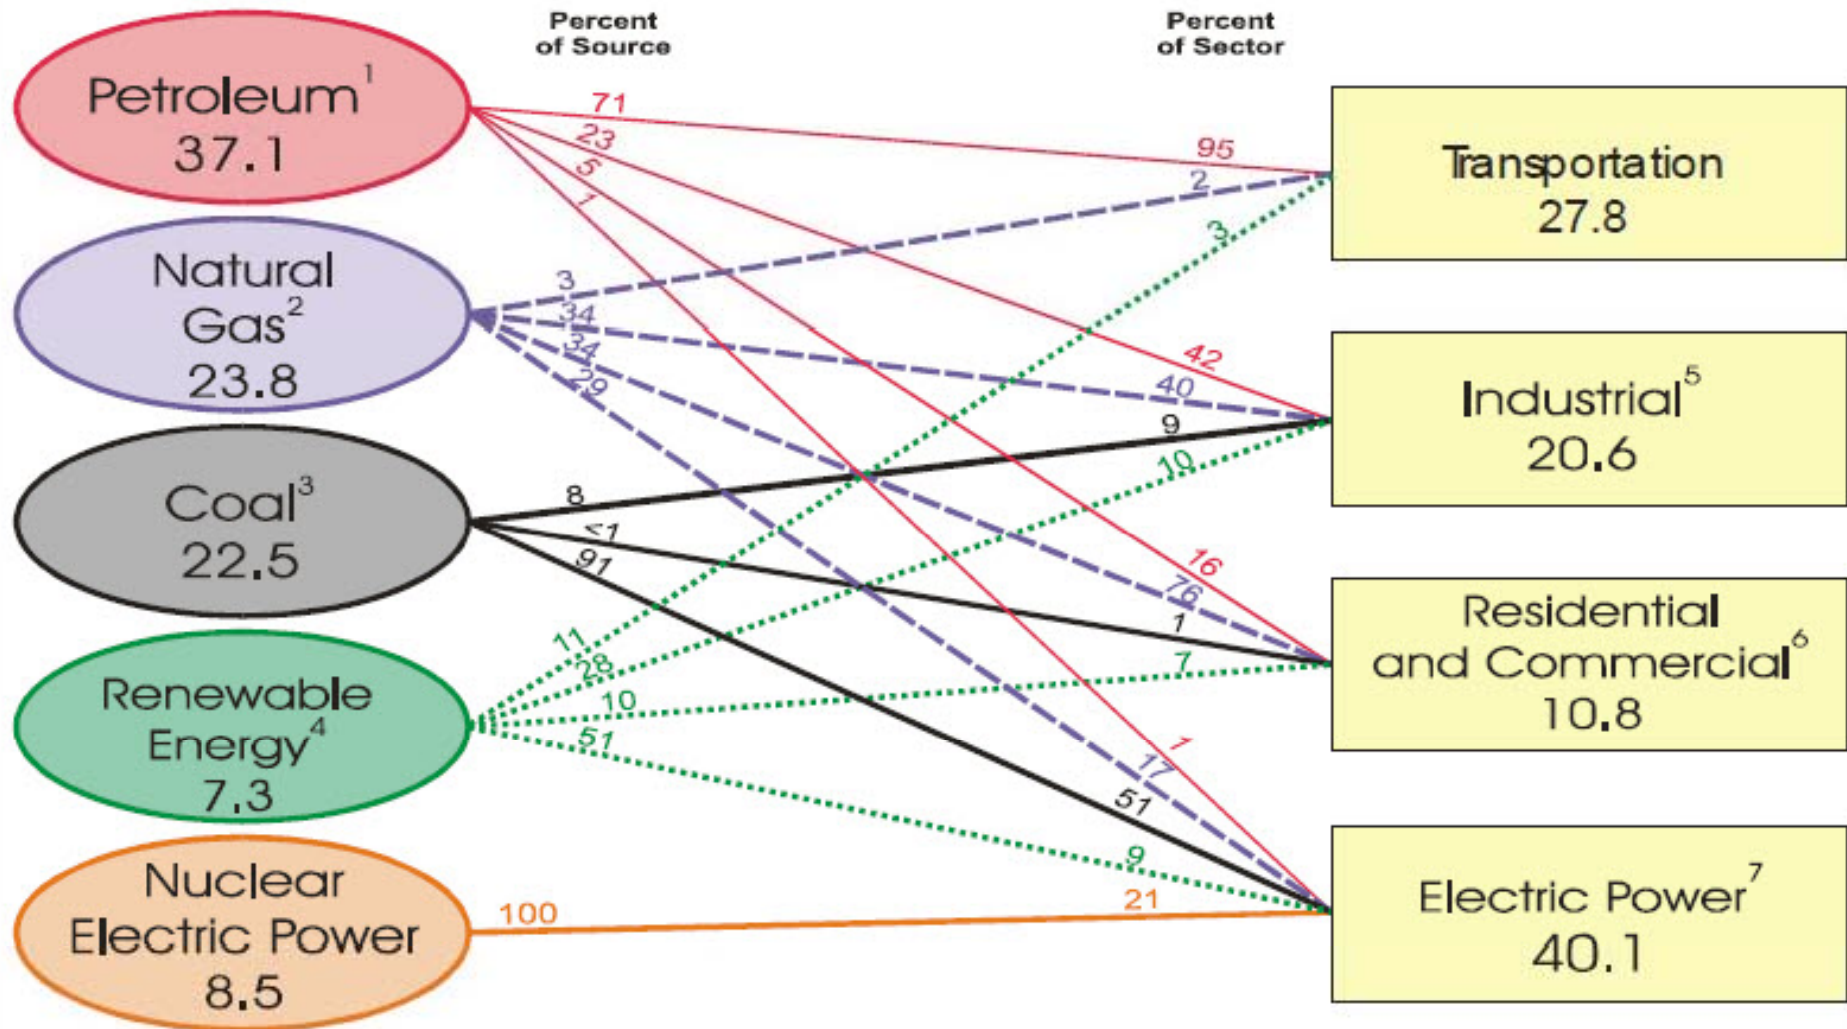 Percent
of Source
Percent
of Sector
Petroleum¹
37.1
71
23
5
1
95
2
3
Transportation
27.8
Natural
Gas²
23.8
3
34
34
29
42
40
9
10
Industrial⁵
20.6
Coal³
22.5
8
<1
91
16
76
1
7
Residential
and Commercial⁶
10.8
Renewable
Energy⁴
7.3
11
28
10
51
1
17
51
9
21
Electric Power⁷
40.1
Nuclear
Electric Power
8.5
100